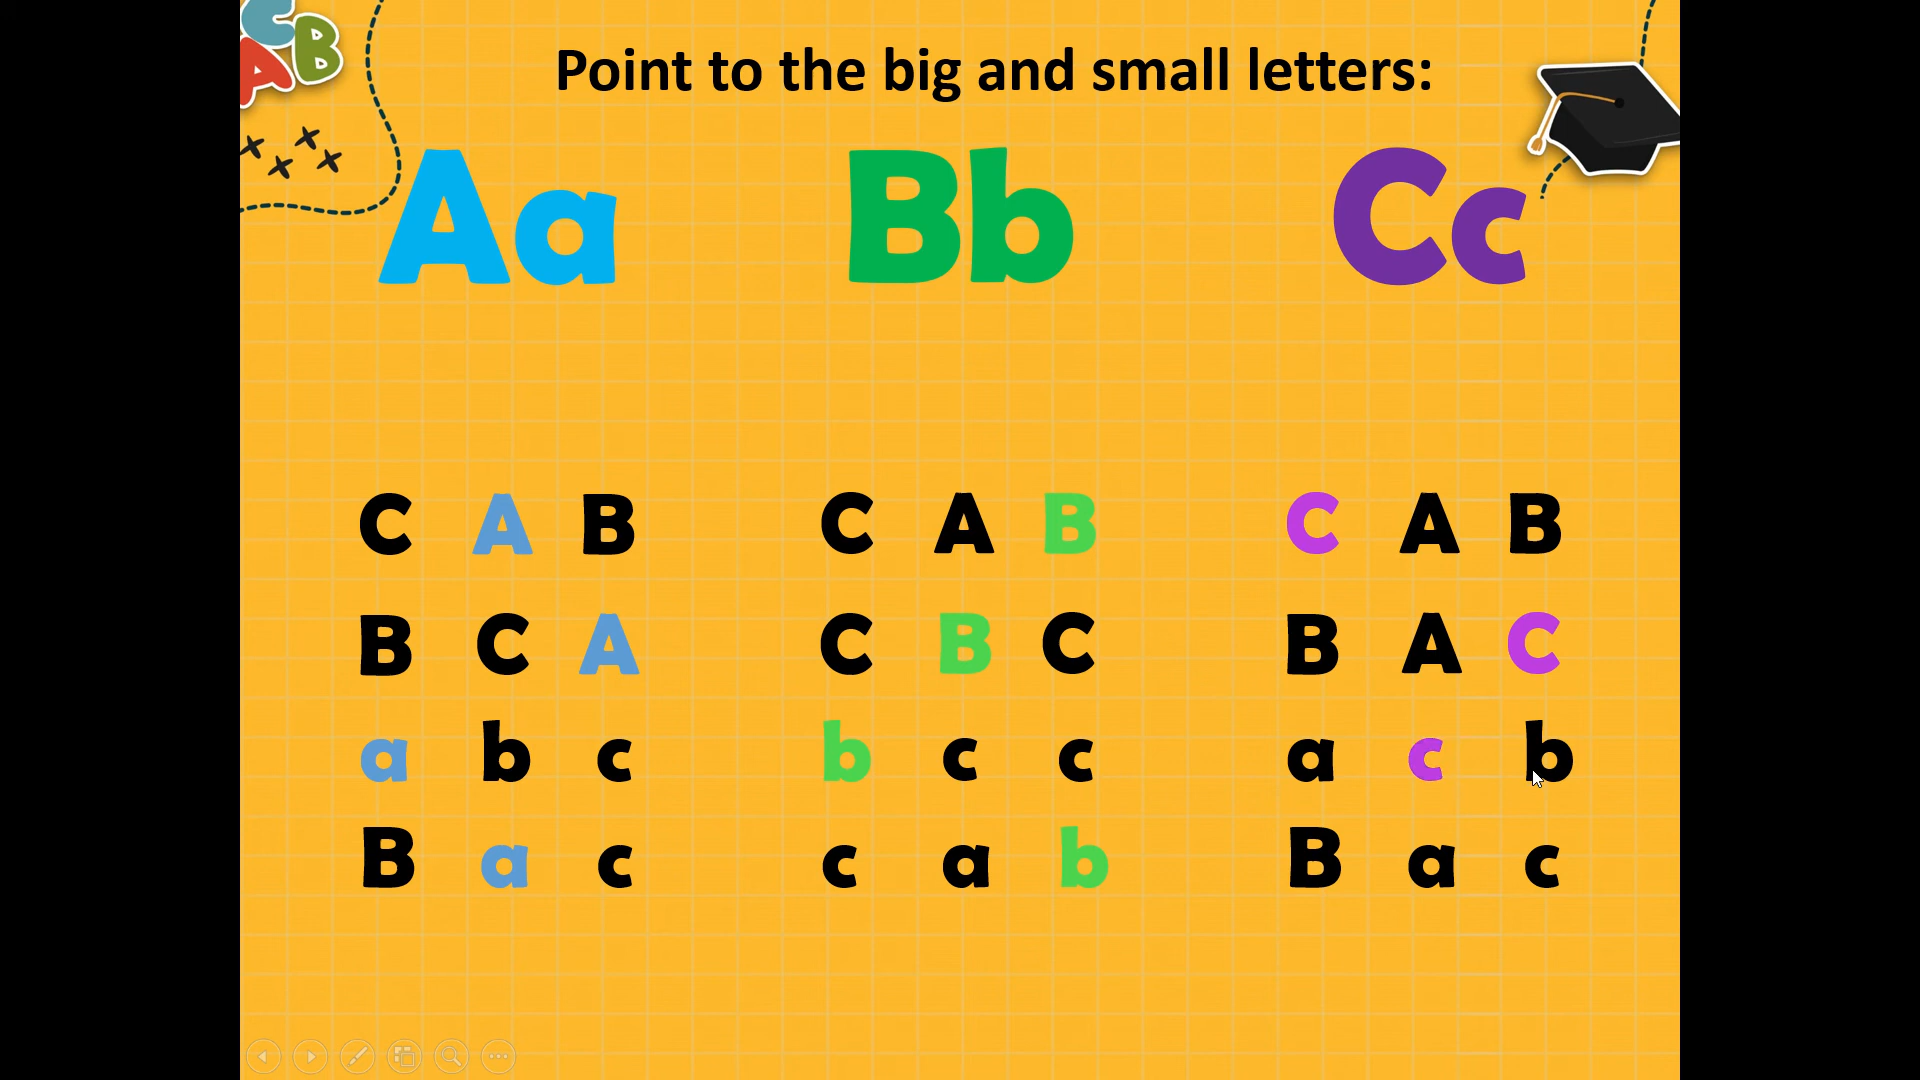 C
A B
Point to the big and small letters:
Aa Bb Cc
C A B C A B C A B
B C A C B C B A C
a b c b c c a c b
B a c c a b B a c